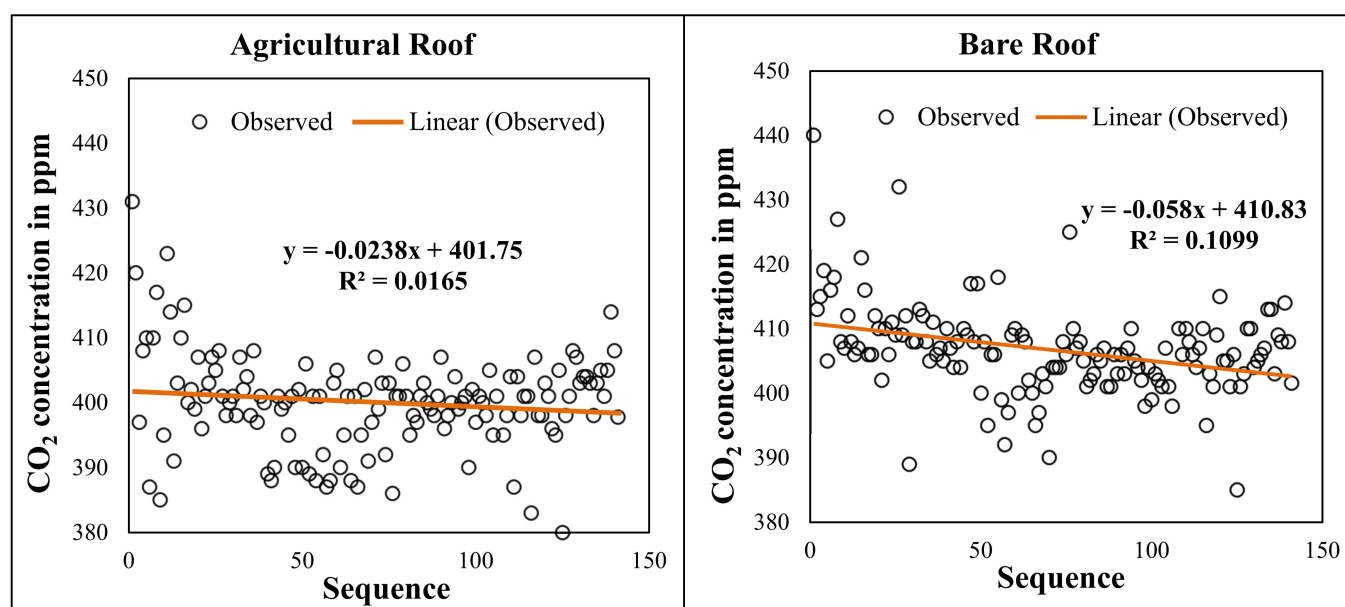 Agricultural Roof
CO₂ concentration in ppm
450
440
430
420
410
400
390
380
Observed
Linear (Observed)
y = -0.0238x + 401.75
R² = 0.0165
0
50
100
150
Sequence
Bare Roof
CO₂ concentration in ppm
450
440
430
420
410
400
390
380
Observed
Linear (Observed)
y = -0.058x + 410.83
R² = 0.1099
0
50
100
150
Sequence